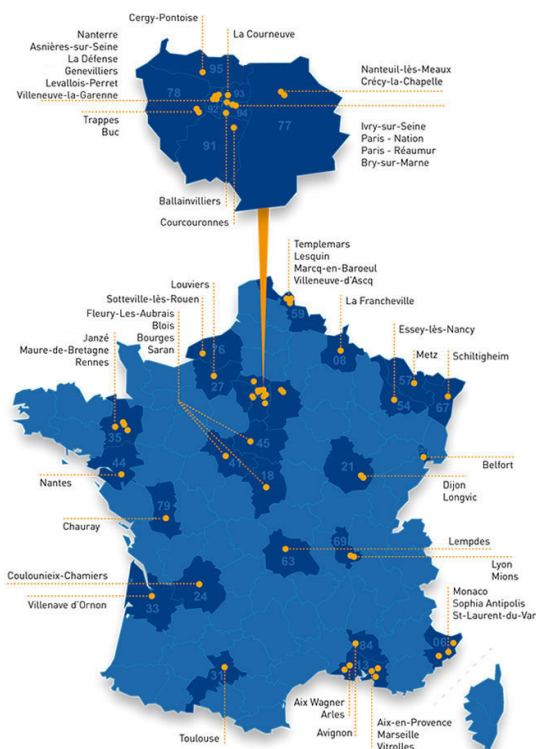 Cergy-Pontoise
La Courneuve
Nanterre
Asnières-sur-Seine
La Défense
Genevilliers
Levallois-Perret
Villeneuve-la-Garenne
Nanteuil-lès-Meaux
Crécy-la-Chapelle
Trappes
Buc
Ivry-sur-Seine
Paris - Nation
Paris - Réaumur
Bry-sur-Marne
Ballainvilliers
Courcouronnes
95
78
93
92
94
77
91
Templemars
Lesquin
Marcq-en-Baroeul
Villeneuve-d'Ascq
Louviers
Sotteville-lès-Rouen
Fleury-Les-Aubrais
Blois
Bourges
Saran
La Francheville
Essey-lès-Nancy
Metz
Schiltigheim
Janzé
Maure-de-Bretagne
Rennes
59
76
08
27
57
54
67
35
45
41
44
18
21
Nantes
Belfort
Dijon
Longvic
79
Chauray
Lempdes
69
63
Lyon
Mions
Coulounieix-Chamiers
24
Villenave d'Ornon
33
Monaco
Sophia Antipolis
St-Laurent-du-Var
06
84
13
31
Toulouse
Aix Wagner
Arles
Avignon
Aix-en-Provence
Marseille
Vitrolles